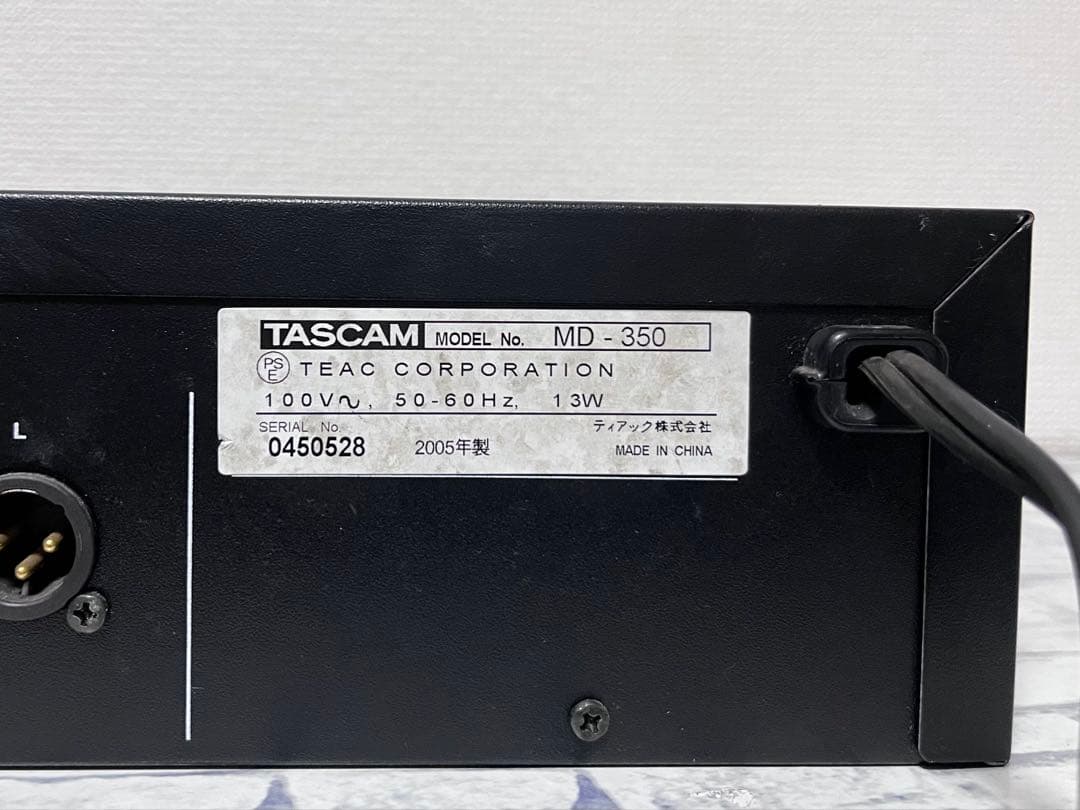 TASCAM MODEL No. MD - 350
PSE TEAC CORPORATION
100V～, 50-60Hz, 13W
SERIAL No. ティアック株式会社
0450528 2005年製 MADE IN CHINA
L